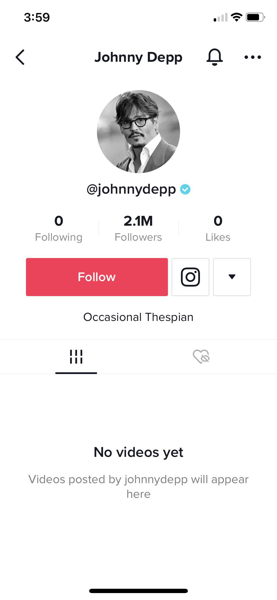 3:59
Johnny Depp
@johnnydepp
0
Following
2.1M
Followers
0
Likes
Follow
Occasional Thespian
No videos yet
Videos posted by johnnydepp will appear
here